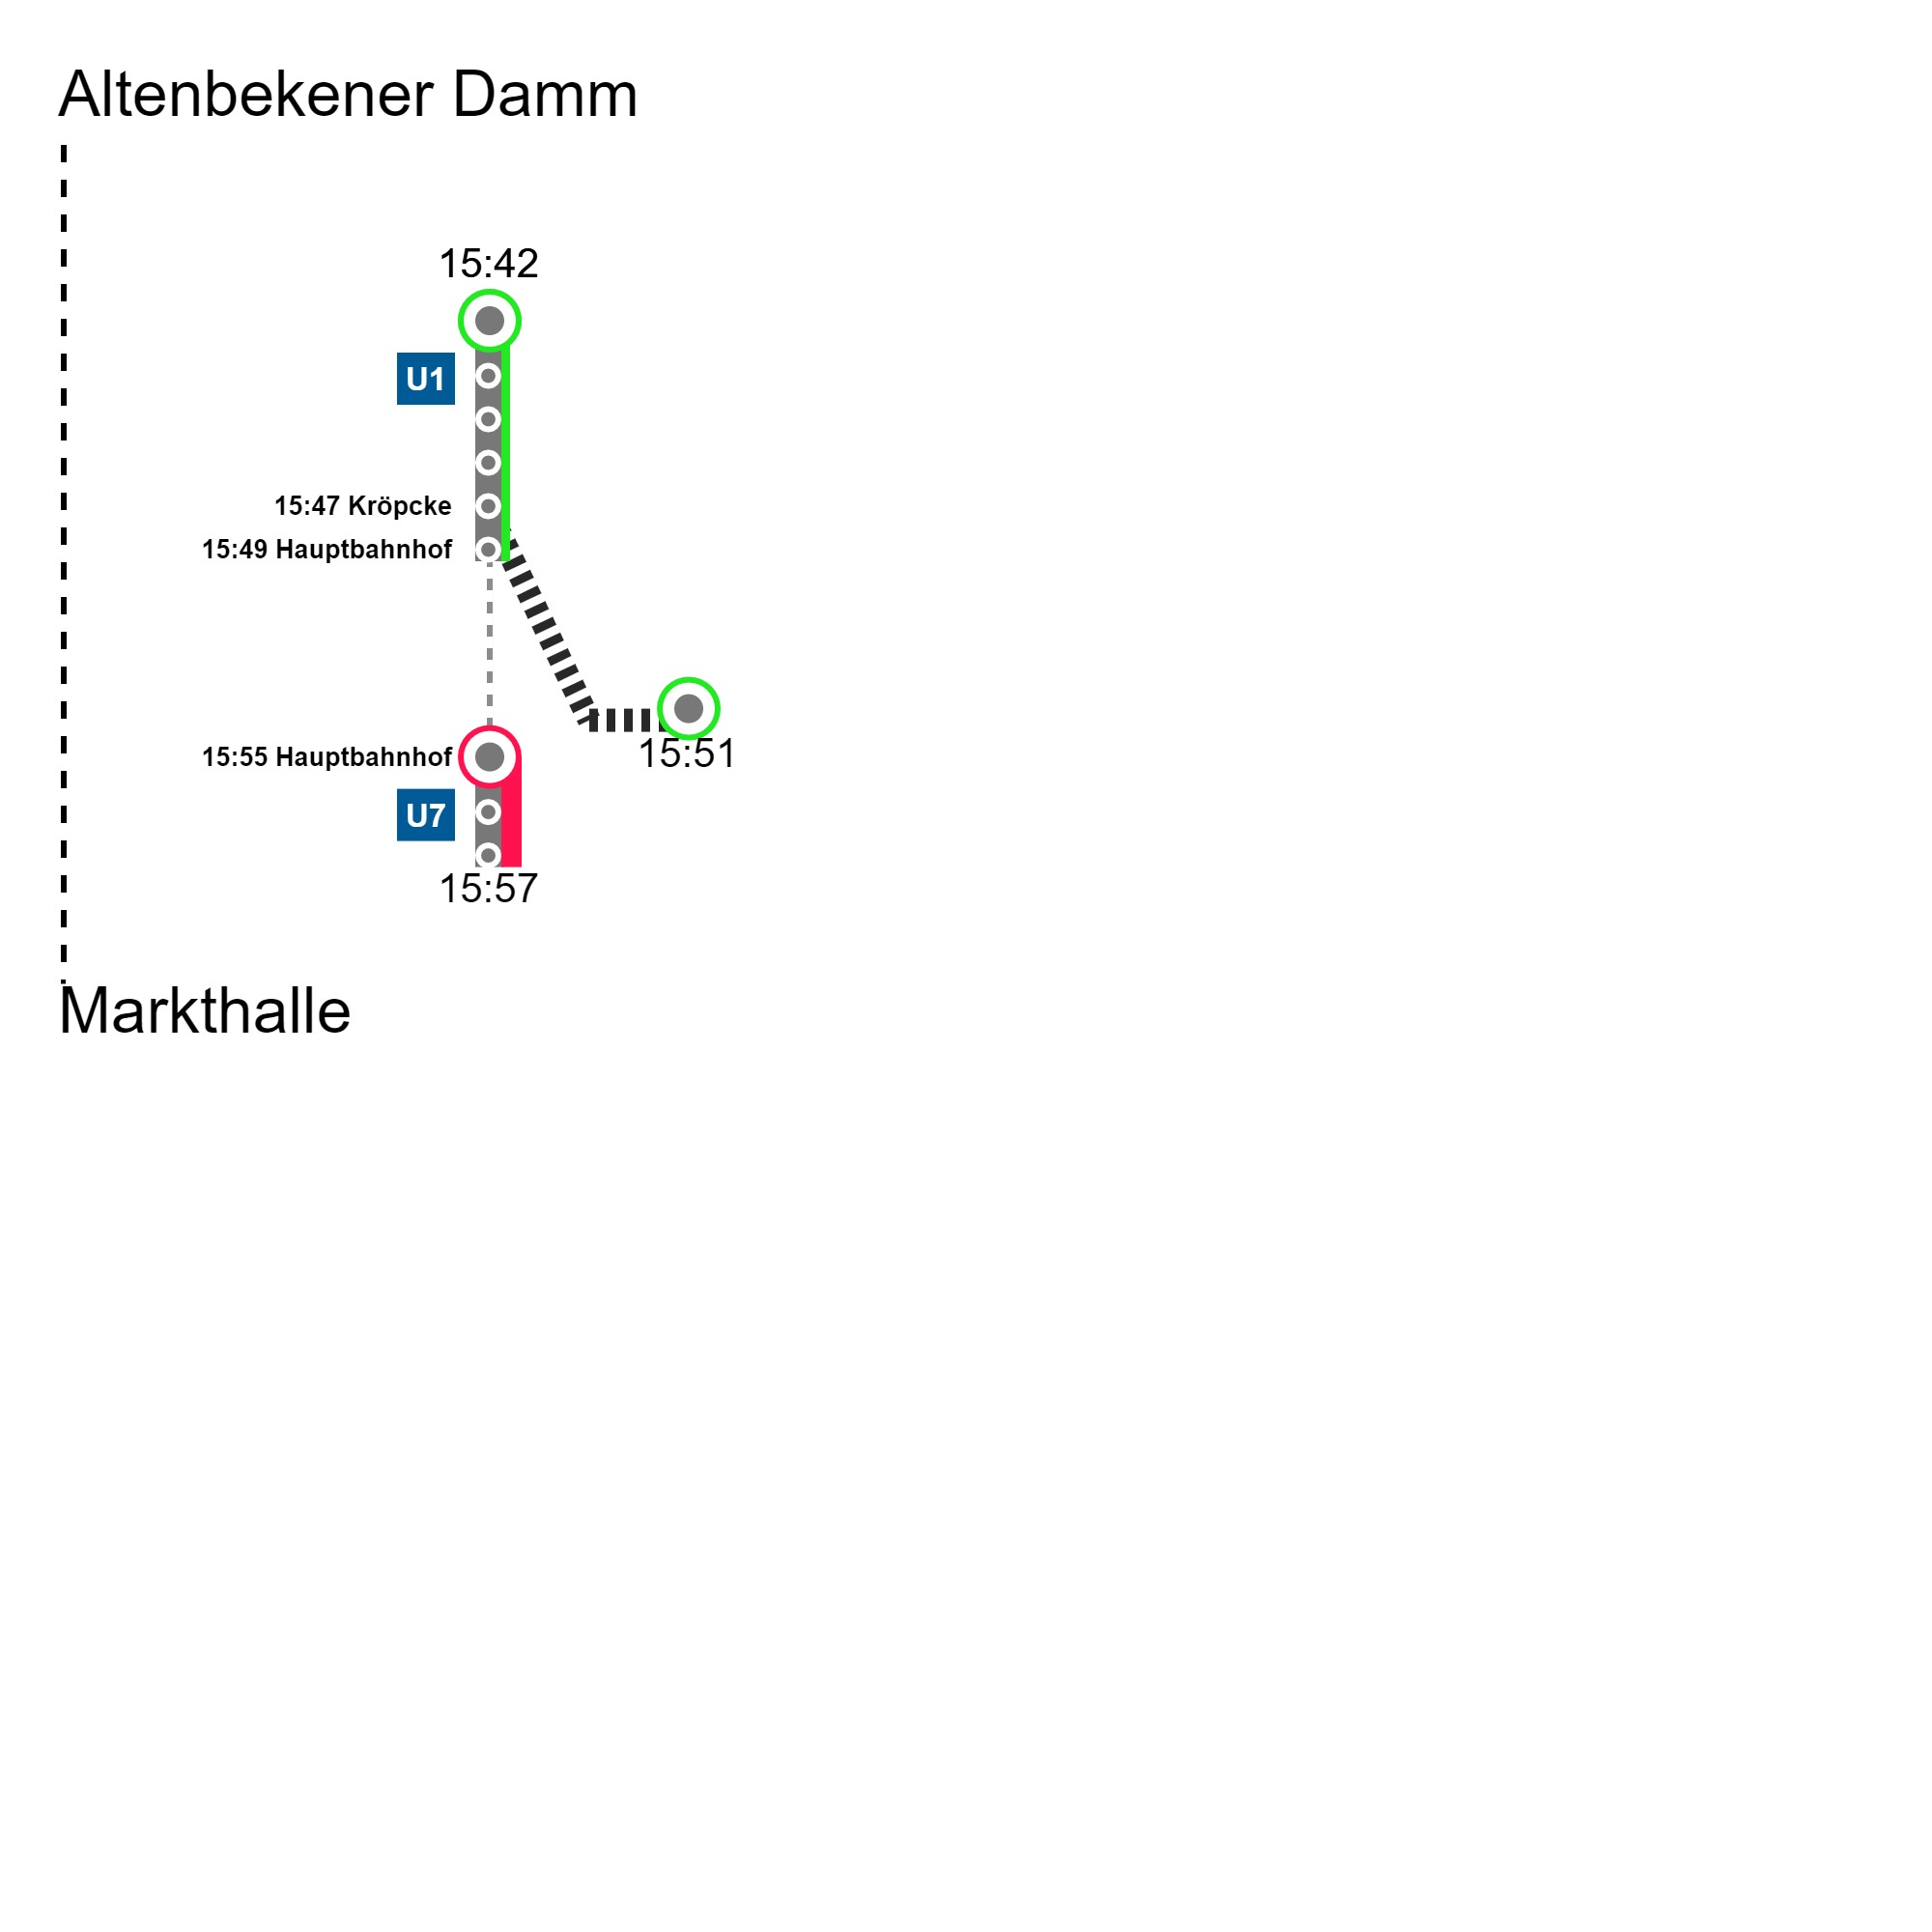 Altenbekener Damm
15:42
U1
15:47 Kröpcke
15:49 Hauptbahnhof
15:55 Hauptbahnhof
15:51
U7
15:57
Markthalle